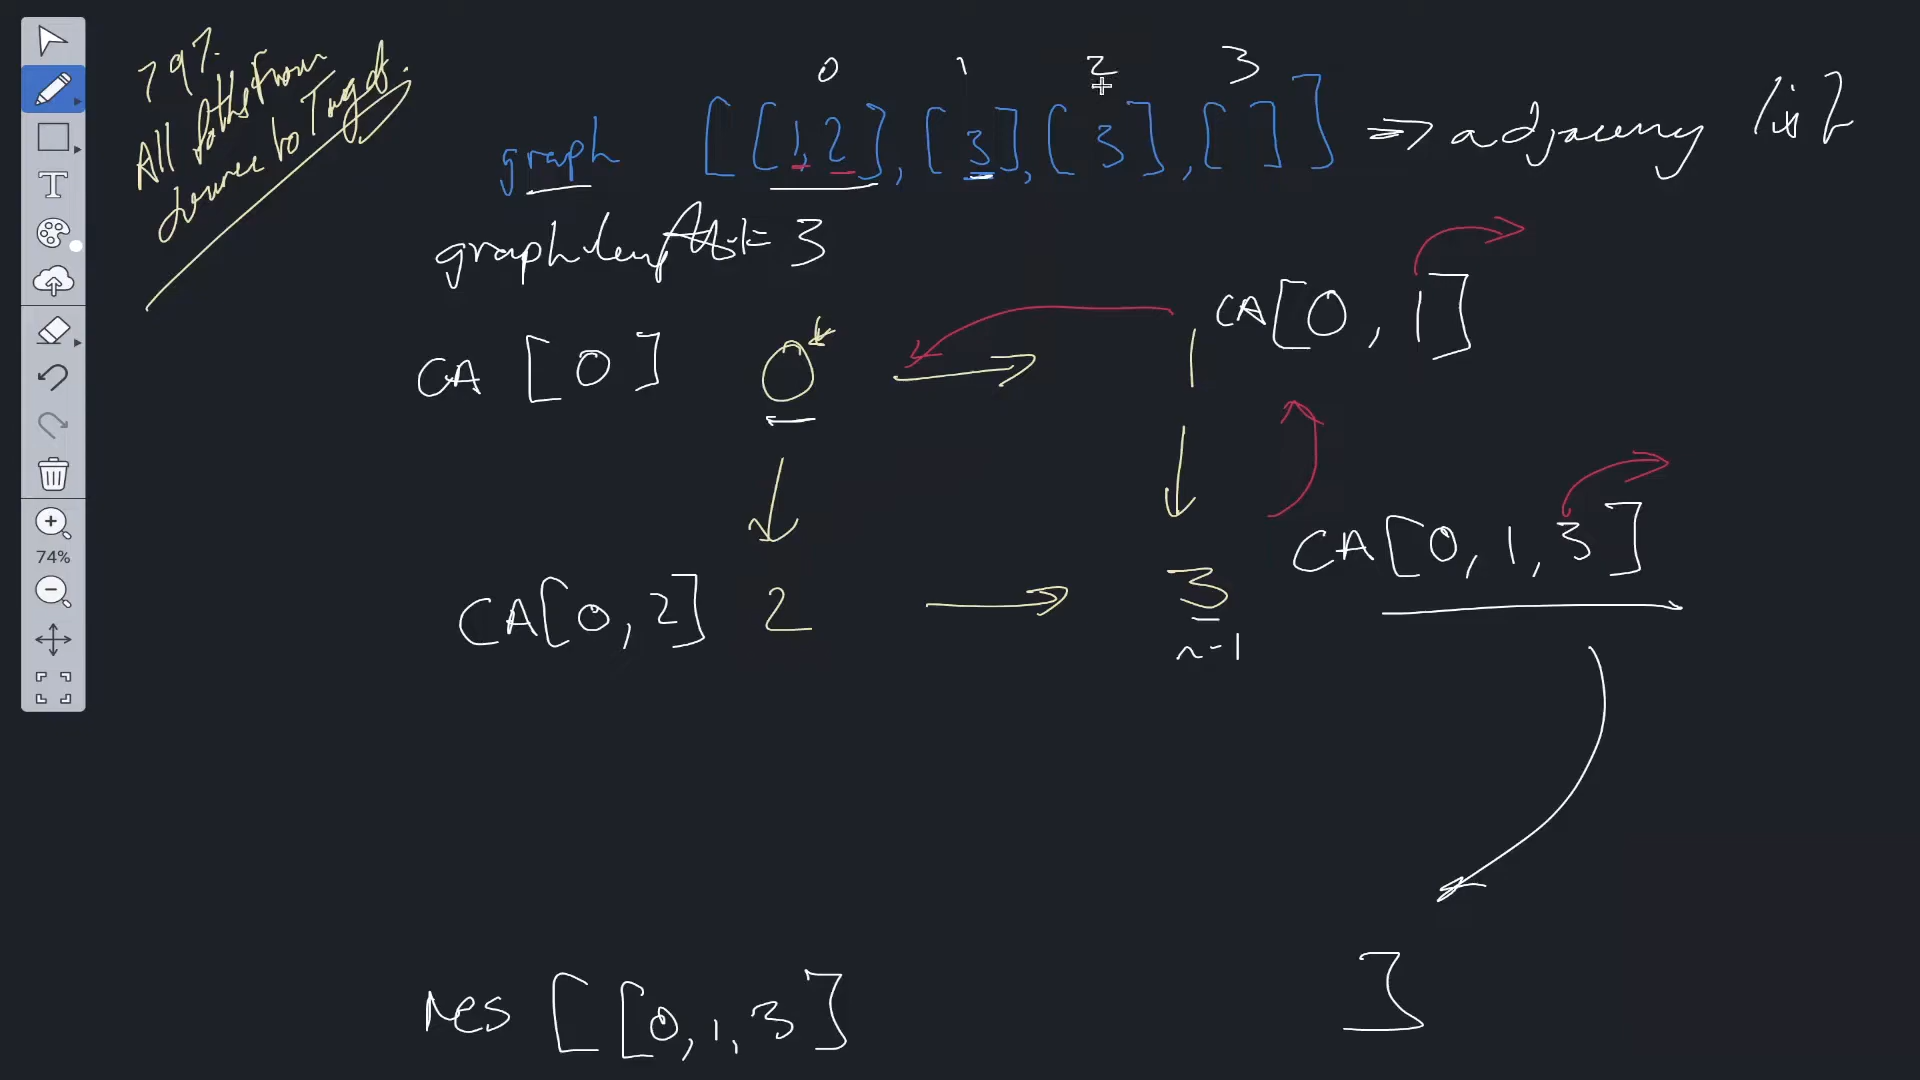 797.
All Paths From
Source to Target.
0 1 2 3
graph [[1,2],[3],[3],[]] => adjacency list
graph.length-1= 3
CA [0] 0 1 CA[0,1]
CA[0,2] 2 3 CA[0,1,3]
n-1
res [[0,1,3] ]
T
74%